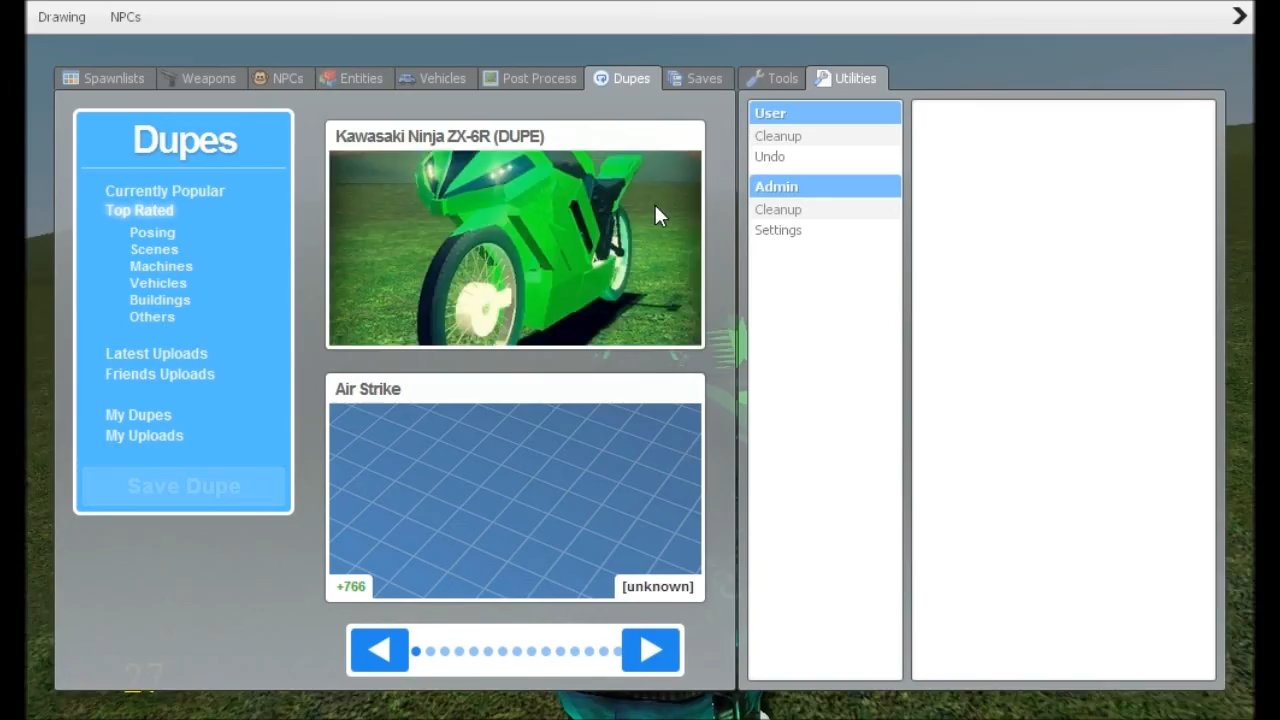 Drawing NPCs
Spawnlists Weapons NPCs Entities Vehicles Post Process Dupes Saves Tools Utilities
Dupes
Currently Popular
Top Rated
Posing
Scenes
Machines
Vehicles
Buildings
Others
Latest Uploads
Friends Uploads
My Dupes
My Uploads
Save Dupe
Kawasaki Ninja ZX-6R (DUPE)
Air Strike
+766 [unknown]
User
Cleanup
Undo
Admin
Cleanup
Settings
27